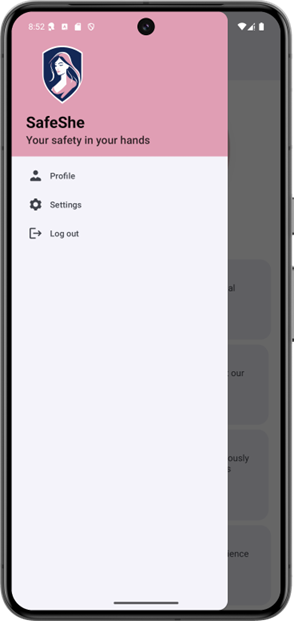 8:52
SafeShe
Your safety in your hands
Profile
Settings
Log out
al
our
ously
s
ience